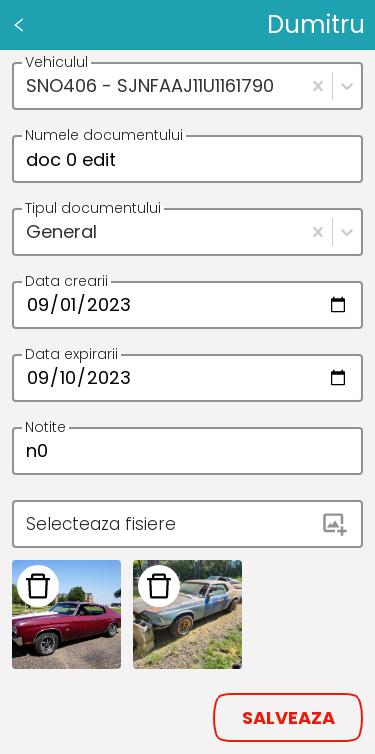 Dumitru
Vehiculul
SNO406 - SJNFAAJ11U1161790
Numele documentului
doc 0 edit
Tipul documentului
General
Data crearii
09/01/2023
Data expirarii
09/10/2023
Notite
n0
Selecteaza fisiere
SALVEAZA